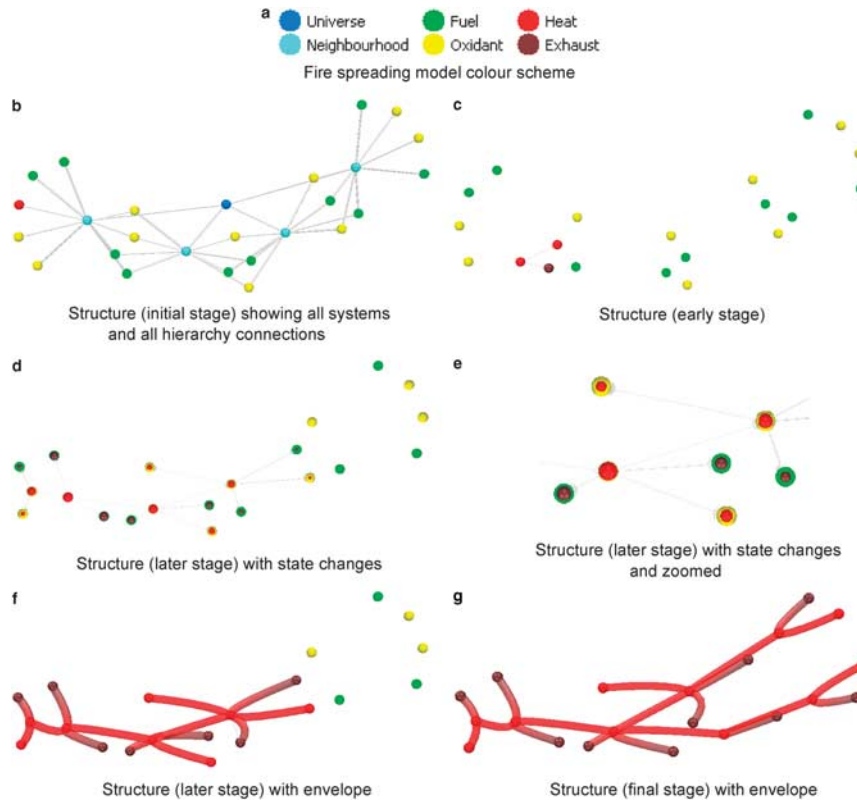 a Universe Fuel Heat
Neighbourhood Oxidant Exhaust
Fire spreading model colour scheme
b
c
Structure (initial stage) showing all systems
and all hierarchy connections
Structure (early stage)
d
e
Structure (later stage) with state changes
Structure (later stage) with state changes
and zoomed
f
g
Structure (later stage) with envelope
Structure (final stage) with envelope